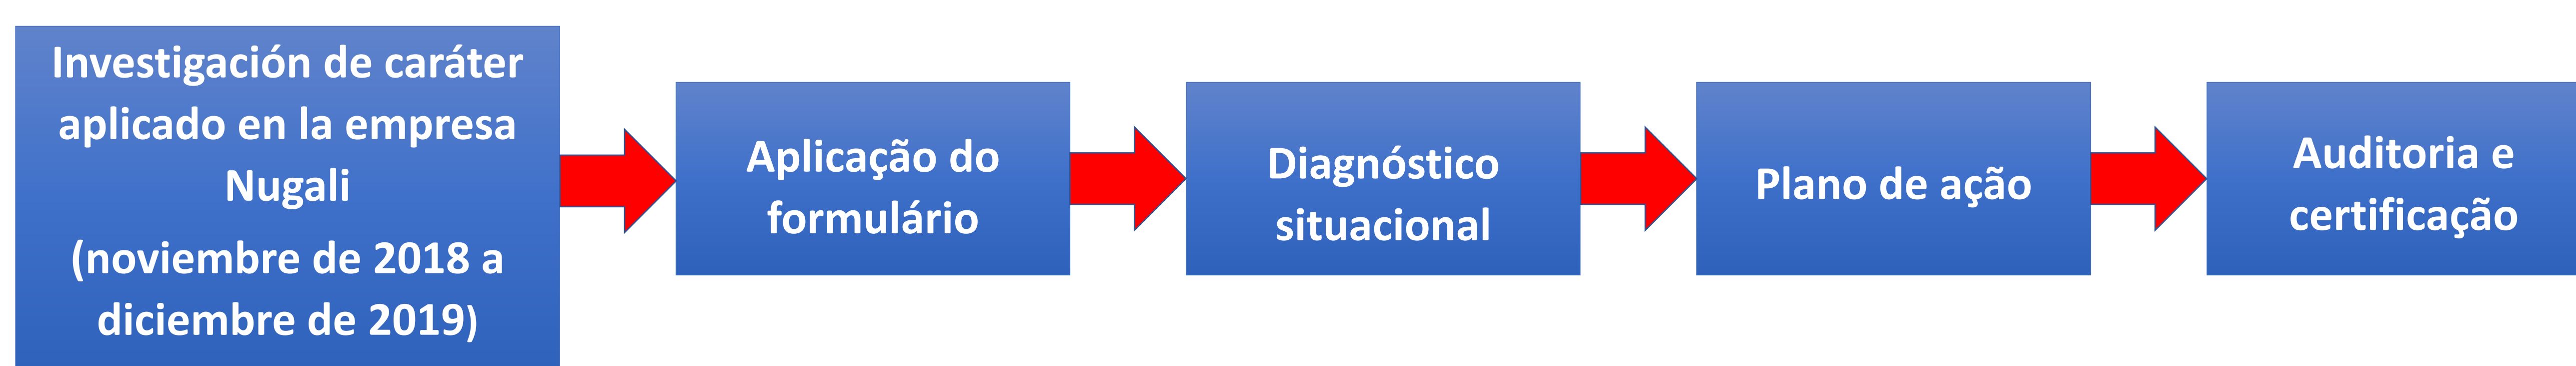 Investigación de caráter
aplicado en la empresa
Nugali
(noviembre de 2018 a
diciembre de 2019)
Aplicação do
formulário
Diagnóstico
situacional
Plano de ação
Auditoria e
certificação